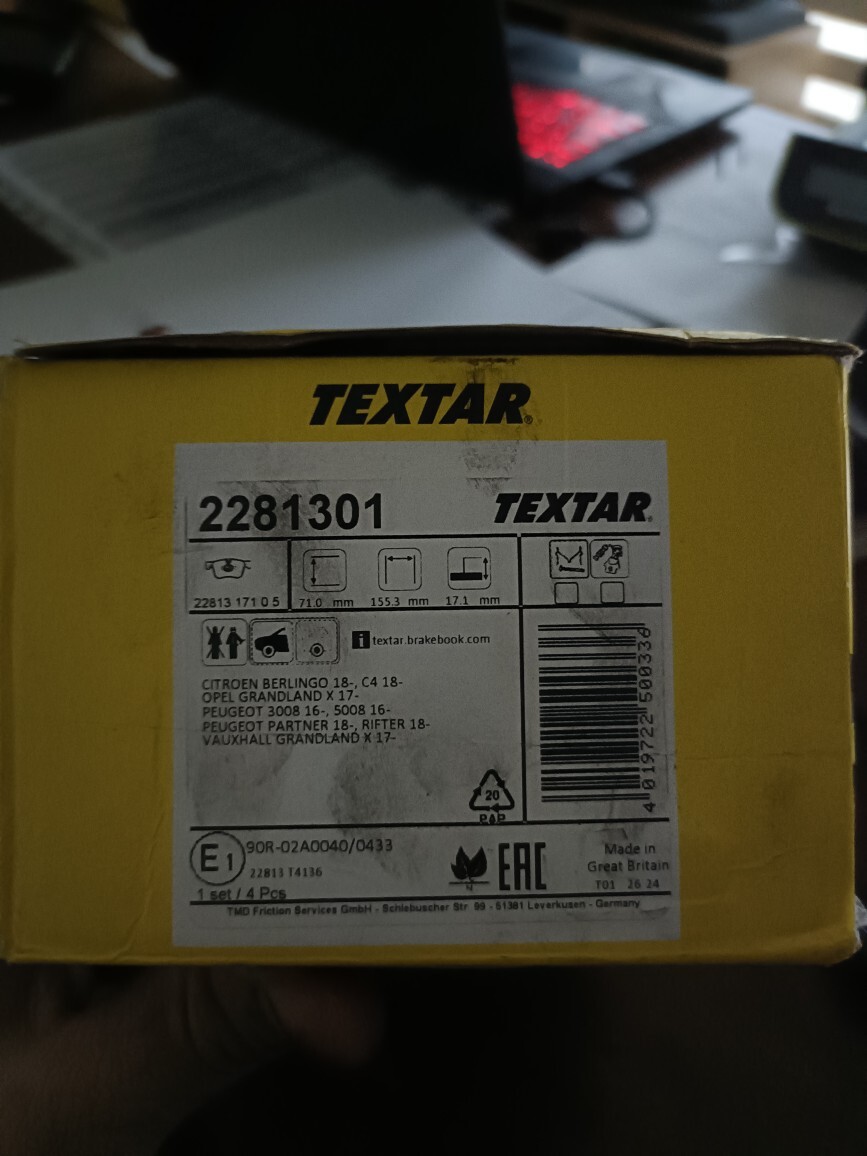 TEXTAR®
2281301 TEXTAR®
22813 171 0 5 71.0 mm 155.3 mm 17.1 mm
i textar.brakebook.com
CITROEN BERLINGO 18-, C4 18-
OPEL GRANDLAND X 17-
PEUGEOT 3008 16-, 5008 16-
PEUGEOT PARTNER 18-, RIFTER 18-
VAUXHALL GRANDLAND X 17-
4 019722 500336
20
PAP
E1 90R-02A0040/0433
22813 T4136
1 set / 4 Pcs
N
EAC
Made in
Great Britain
T01 26 24
TMD Friction Services GmbH - Schlebuscher Str. 99 - 51381 Leverkusen - Germany